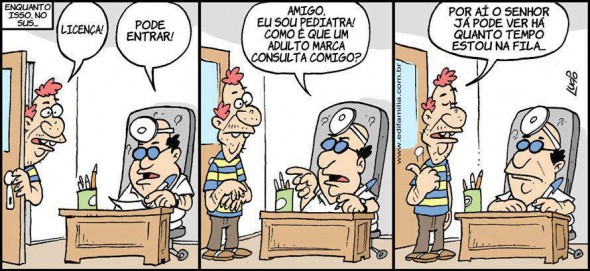 ENQUANTO
ISSO, NO
SUS...
LICENÇA!
PODE
ENTRAR!
AMIGO,
EU SOU PEDIATRA!
COMO É QUE UM
ADULTO MARCA
CONSULTA COMIGO?
POR AÍ O SENHOR
JÁ PODE VER HÁ
QUANTO TEMPO
ESTOU NA FILA...
www.edifamilia.com.br